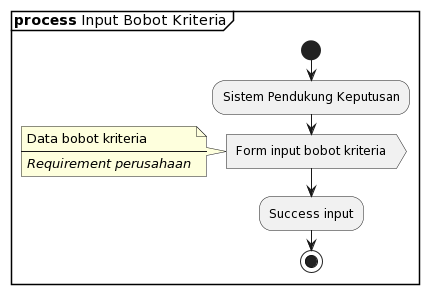 process Input Bobot Kriteria
Sistem Pendukung Keputusan
Data bobot kriteria
Requirement perusahaan
Form input bobot kriteria
Success input